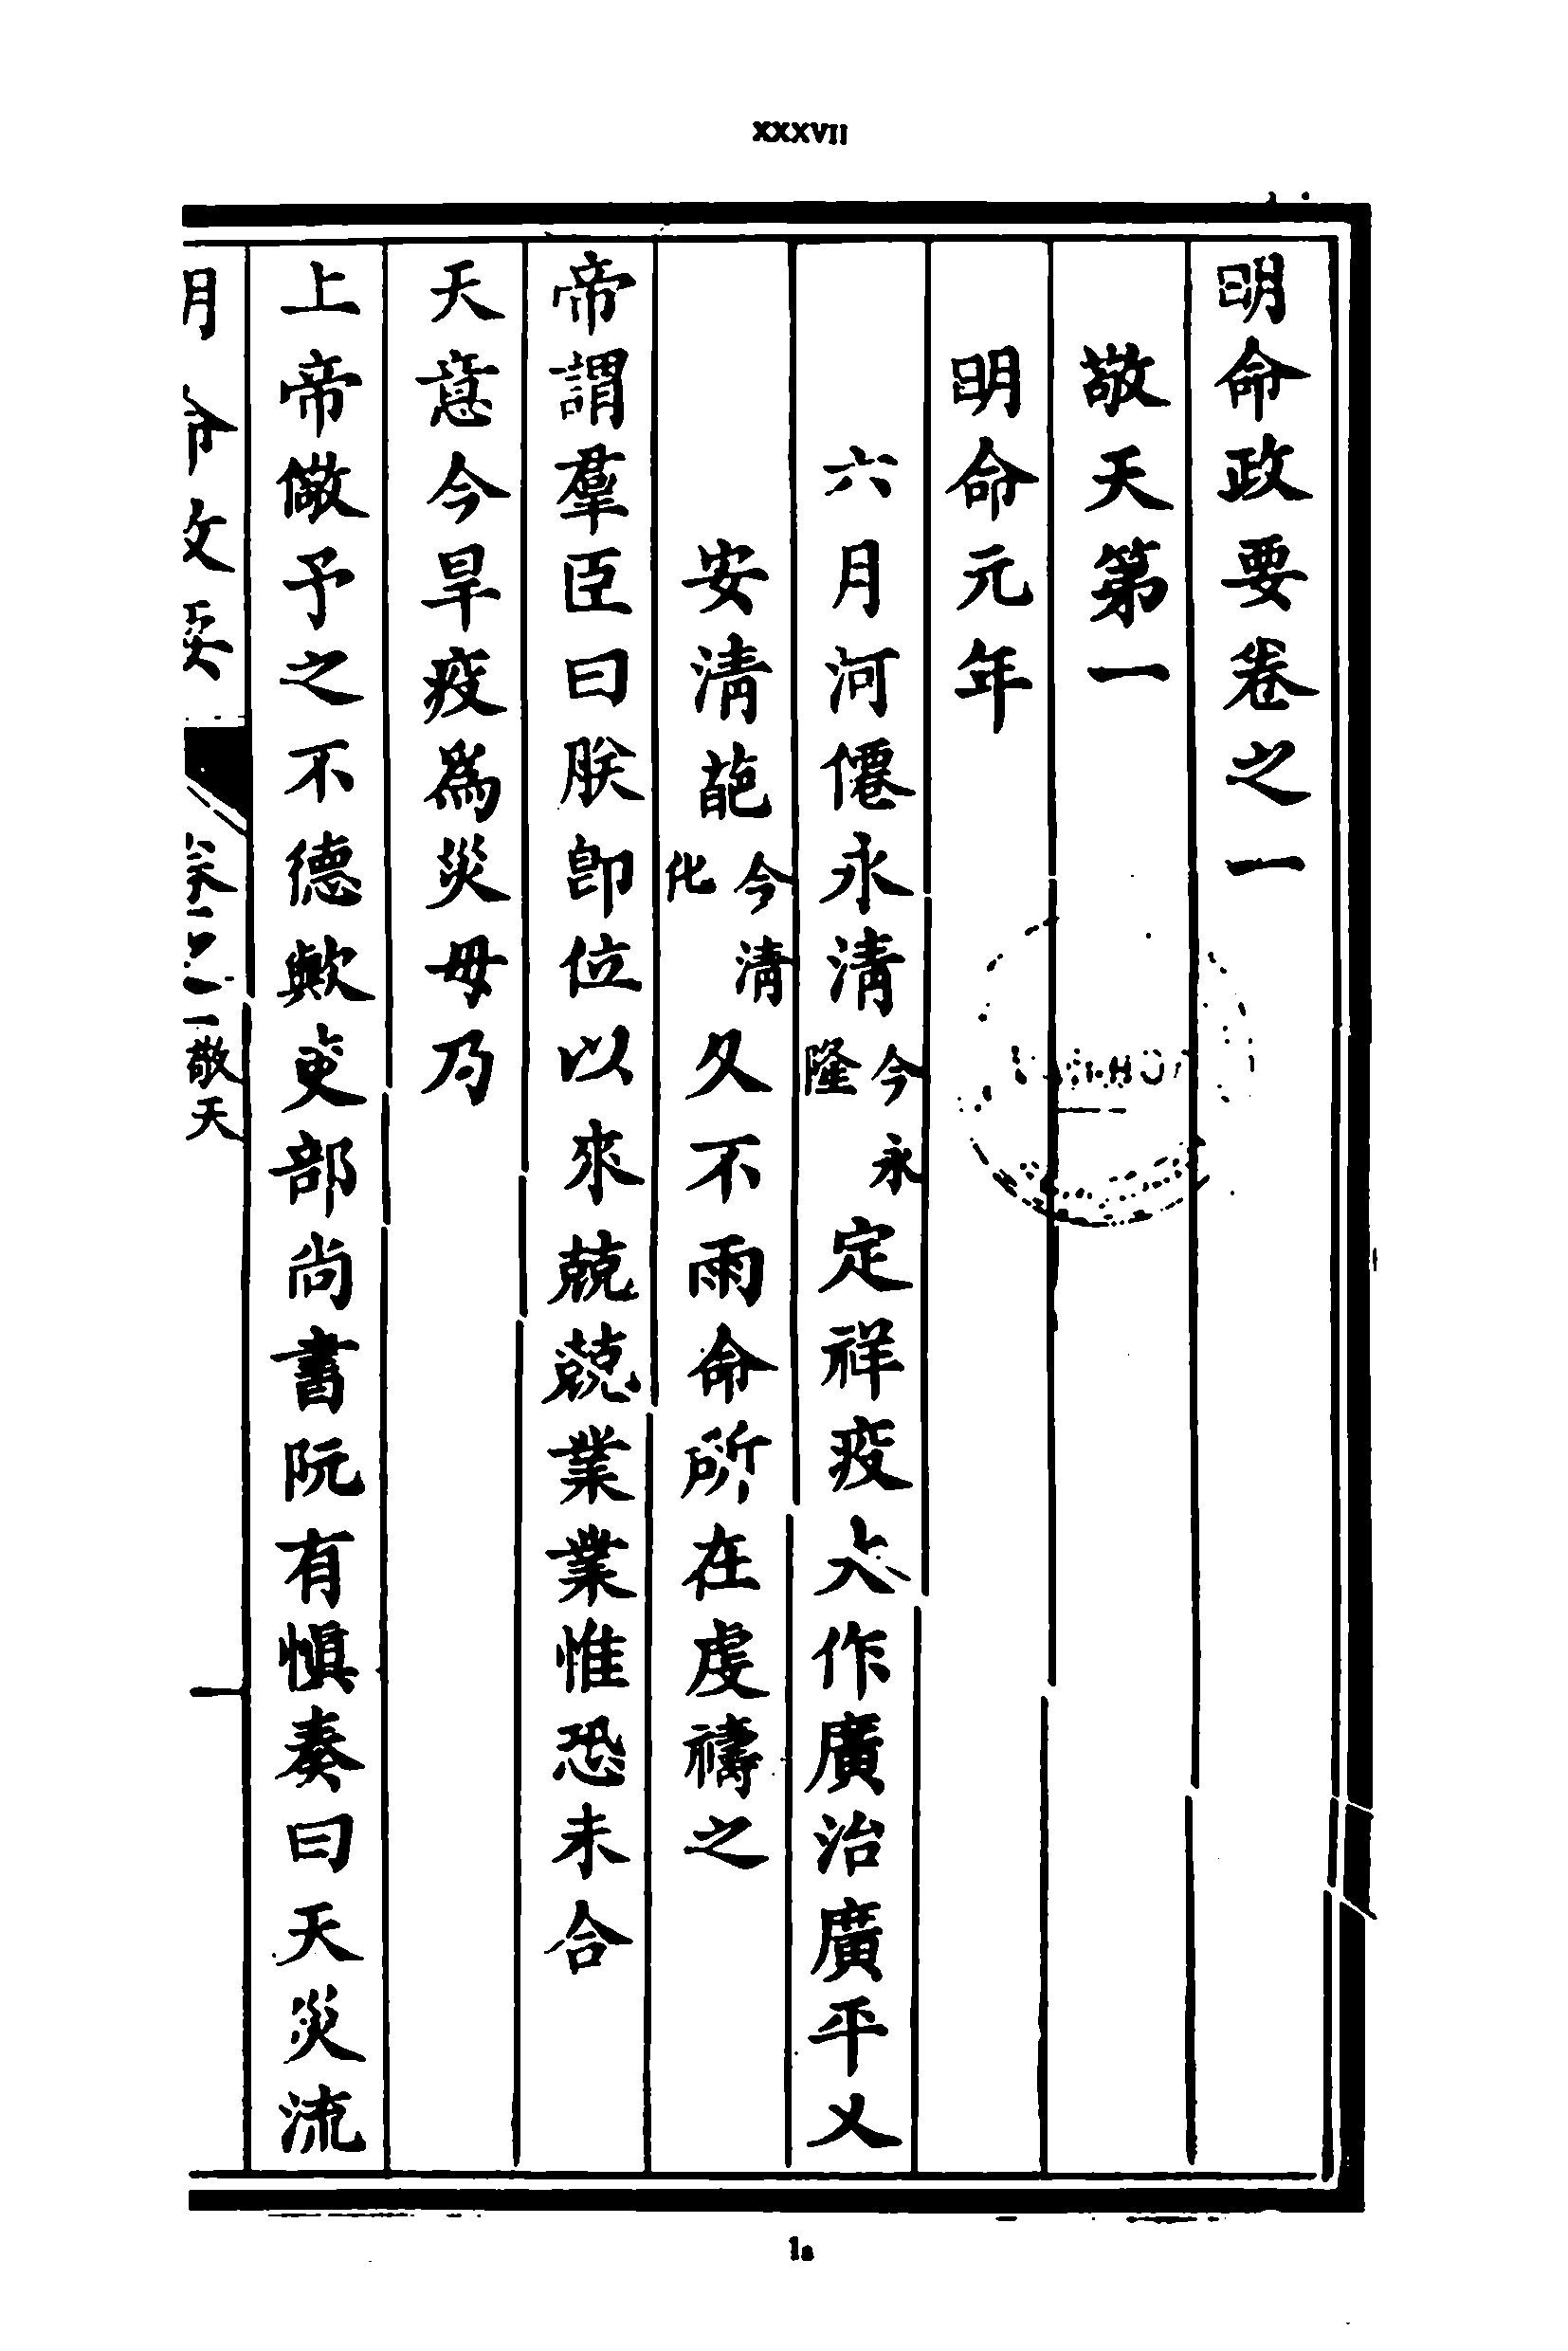 XXXVII
明命政要卷之一
敬天第一
明命元年
六月河僊永清今永隆定祥疫大作廣治廣平乂
安清葩今清化久不雨命所在虔禱之
帝謂羣臣曰朕卽位以來兢兢業業惟恐未合
天意今旱疫爲災毋乃
上帝儆予之不德歟吏部尚書阮有愼奏曰天災流
明命政要 卷之一 敬天 一
1a